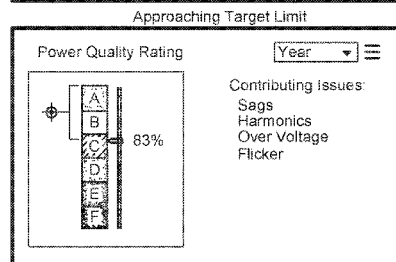 Approaching Target Limit
Power Quality Rating
Year
A
B
C
D
E
F
83%
Contributing Issues:
Sags
Harmonics
Over Voltage
Flicker